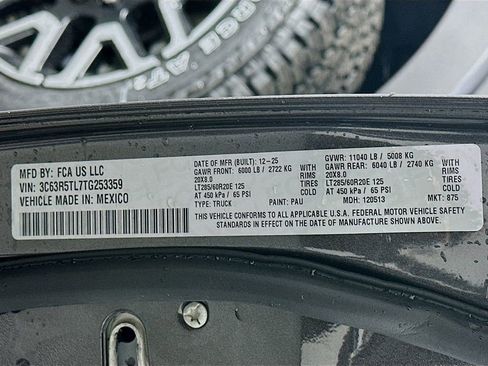 RIDGE AT2
MFD BY: FCA US LLC
VIN: 3C63R5TL7TG253359
VEHICLE MADE IN: MEXICO
DATE OF MFR (BUILT): 12-25
GAWR FRONT: 6000 LB / 2722 KG
20X8.0 RIM
LT285/60R20E 125 TIRES
AT 450 kPa / 65 PSI COLD
TYPE: TRUCK PAINT: PAU
GVWR: 11040 LB / 5008 KG
GAWR REAR: 6040 LB / 2740 KG
20X8.0 RIM
LT285/60R20E 125 TIRES
AT 450 kPa / 65 PSI COLD
MDH: 120513 MKT: 875
THIS VEHICLE CONFORMS TO ALL APPLICABLE U.S.A. FEDERAL MOTOR VEHICLE SAFETY
STANDARDS IN EFFECT ON THE DATE OF MANUFACTURE SHOWN ABOVE.